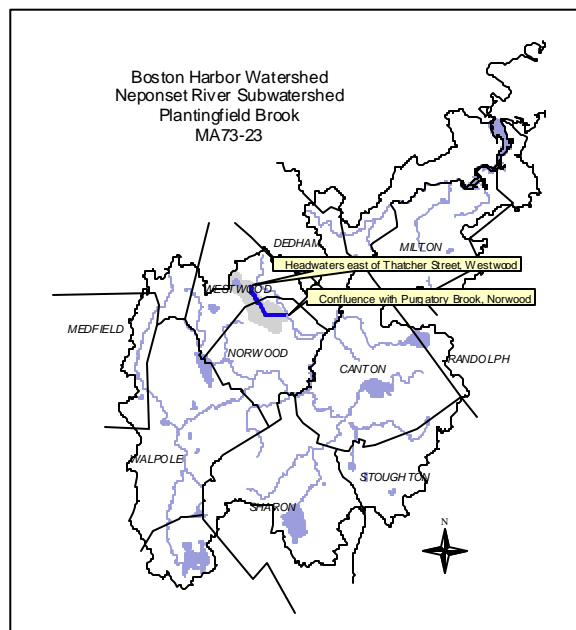 Boston Harbor Watershed
Neponset River Subwatershed
Plantingfield Brook
MA73-23
DEDHAM
MILTON
Headwaters east of Thatcher Street, Westwood
WESTWOOD
Confluence with Purgatory Brook, Norwood
MEDFIELD
NORWOOD
RANDOLPH
CANTON
WALPOLE
STOUGHTON
SHARON
N